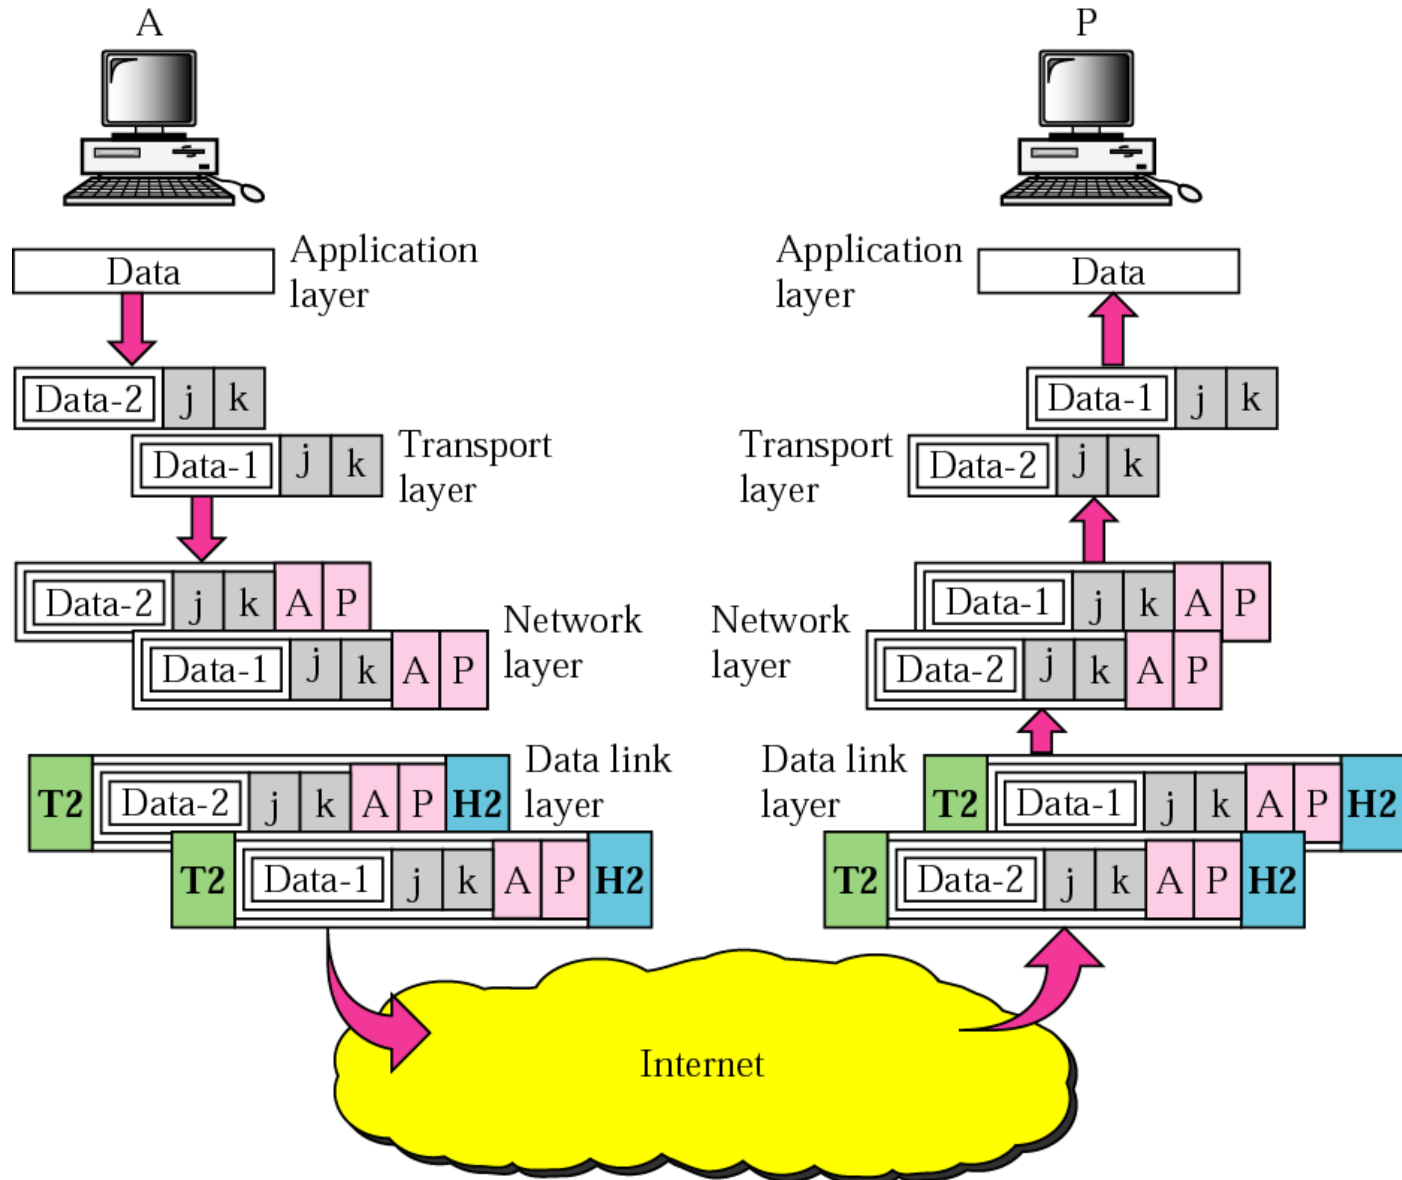 A
P
Data
Application
layer
Application
layer
Data
Data-2 j k
Data-1 j k
Transport
layer
Data-1 j k
Transport
layer
Data-2 j k
Data-2 j k A P
Data-1 j k A P
Network
layer
Network
layer
Data-1 j k A P
Data-2 j k A P
T2 Data-2 j k A P H2
T2 Data-1 j k A P H2
Data link
layer
Data link
layer
T2 Data-1 j k A P H2
T2 Data-2 j k A P H2
Internet